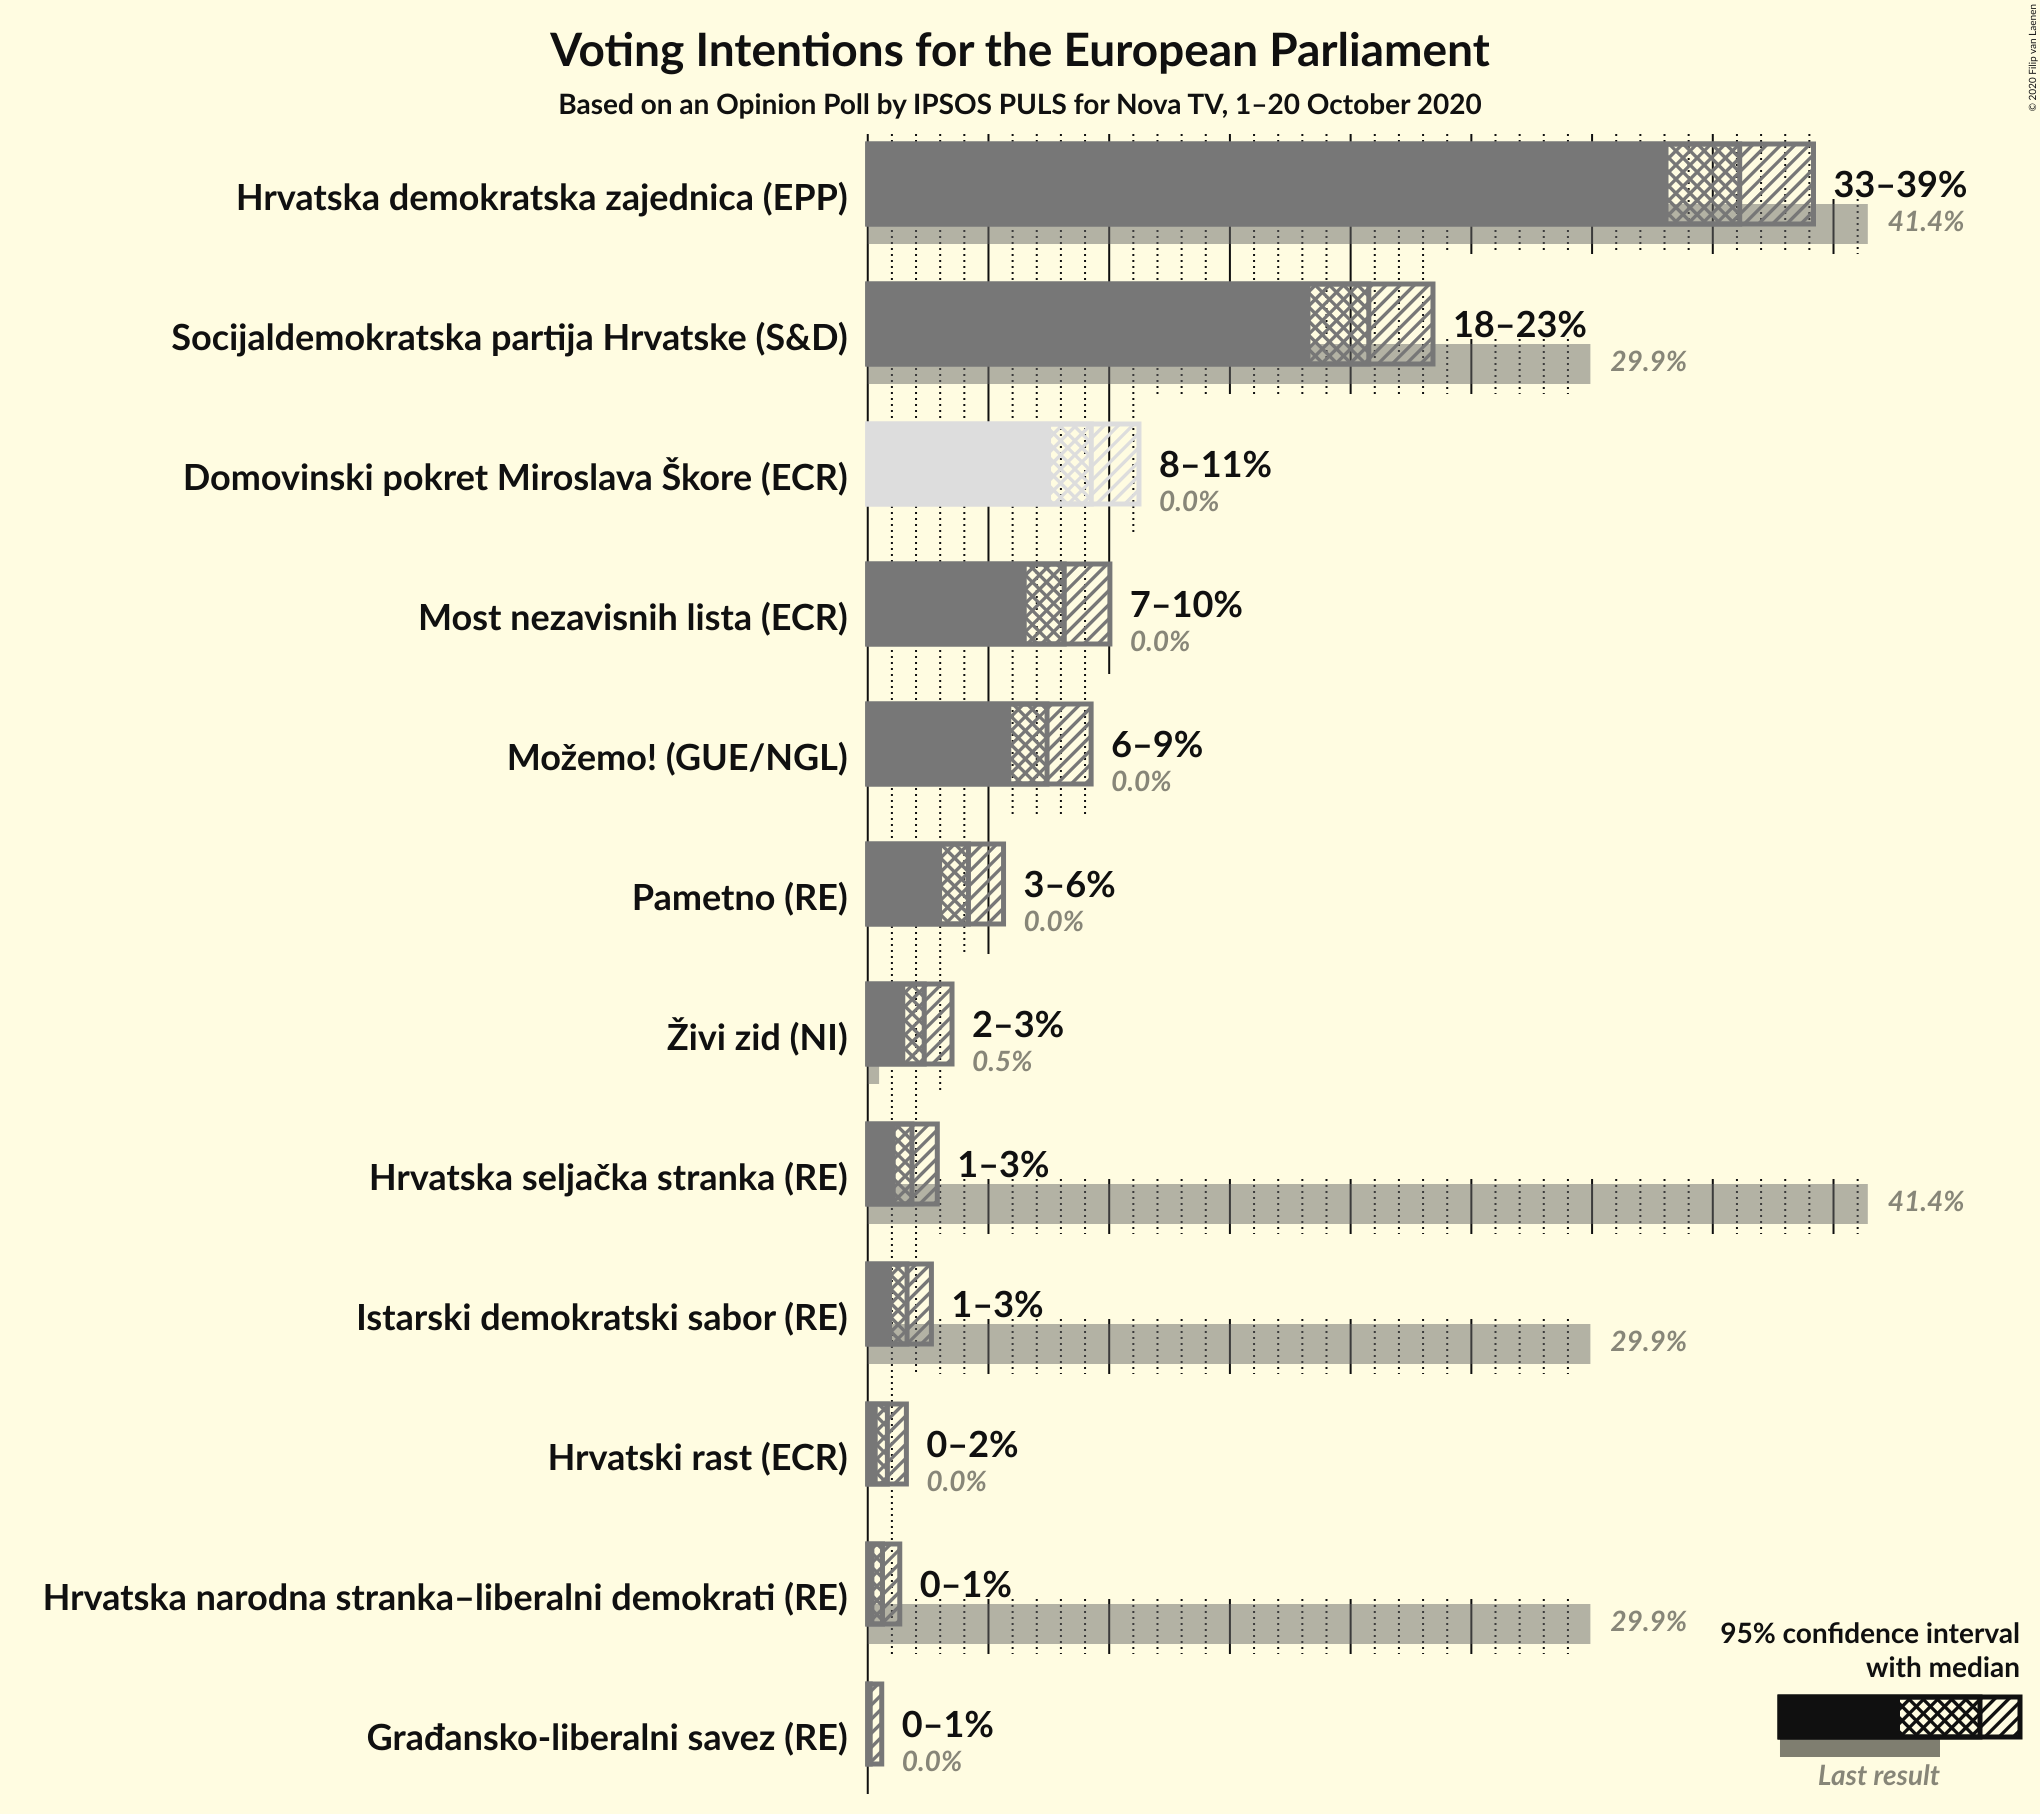 Voting Intentions for the European Parliament
Based on an Opinion Poll by IPSOS PULS for Nova TV, 1–20 October 2020
© 2020 Filip van Laenen
Hrvatska demokratska zajednica (EPP)
33–39%
41.4%
Socijaldemokratska partija Hrvatske (S&D)
18–23%
29.9%
Domovinski pokret Miroslava Škore (ECR)
8–11%
0.0%
Most nezavisnih lista (ECR)
7–10%
0.0%
Možemo! (GUE/NGL)
6–9%
0.0%
Pametno (RE)
3–6%
0.0%
Živi zid (NI)
2–3%
0.5%
Hrvatska seljačka stranka (RE)
1–3%
41.4%
Istarski demokratski sabor (RE)
1–3%
29.9%
Hrvatski rast (ECR)
0–2%
0.0%
Hrvatska narodna stranka–liberalni demokrati (RE)
0–1%
29.9%
Građansko-liberalni savez (RE)
0–1%
0.0%
95% confidence interval
with median
Last result